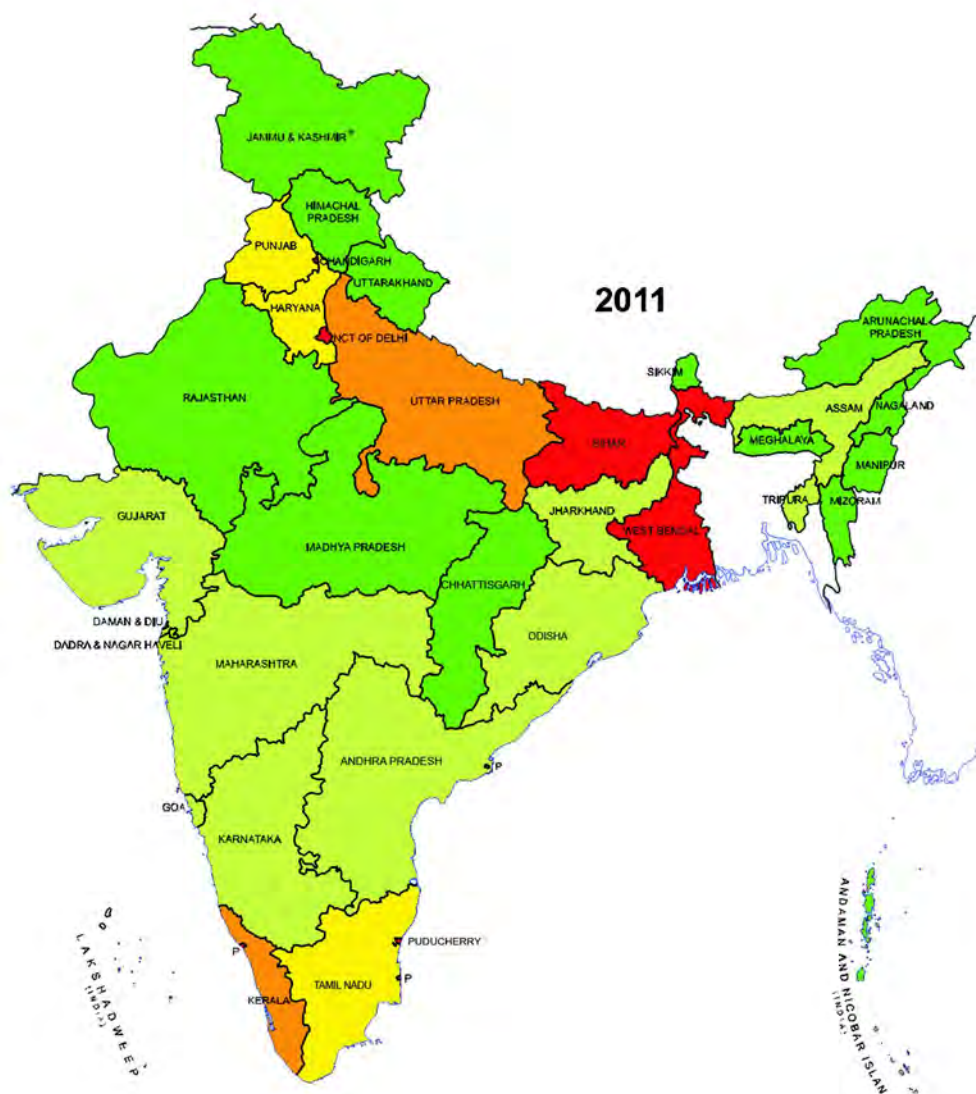 JAMMU & KASHMIR*
HIMACHAL
PRADESH
PUNJAB
CHANDIGARH
UTTARAKHAND
HARYANA
2011
NCT OF DELHI
ARUNACHAL
PRADESH
SIKKIM
RAJASTHAN
UTTAR PRADESH
ASSAM
NAGALAND
BIHAR
MEGHALAYA
MANIPUR
GUJARAT
JHARKHAND
TRIPURA
MIZORAM
WEST BENGAL
MADHYA PRADESH
CHHATTISGARH
DAMAN & DIU
ODISHA
DADRA & NAGAR HAVELI
MAHARASHTRA
ANDHRA PRADESH
P
GOA
KARNATAKA
PUDUCHERRY
P
P
TAMIL NADU
KERALA
LAKSHADWEEP
(INDIA)
ANDAMAN AND NICOBAR ISLAN
(INDIA)